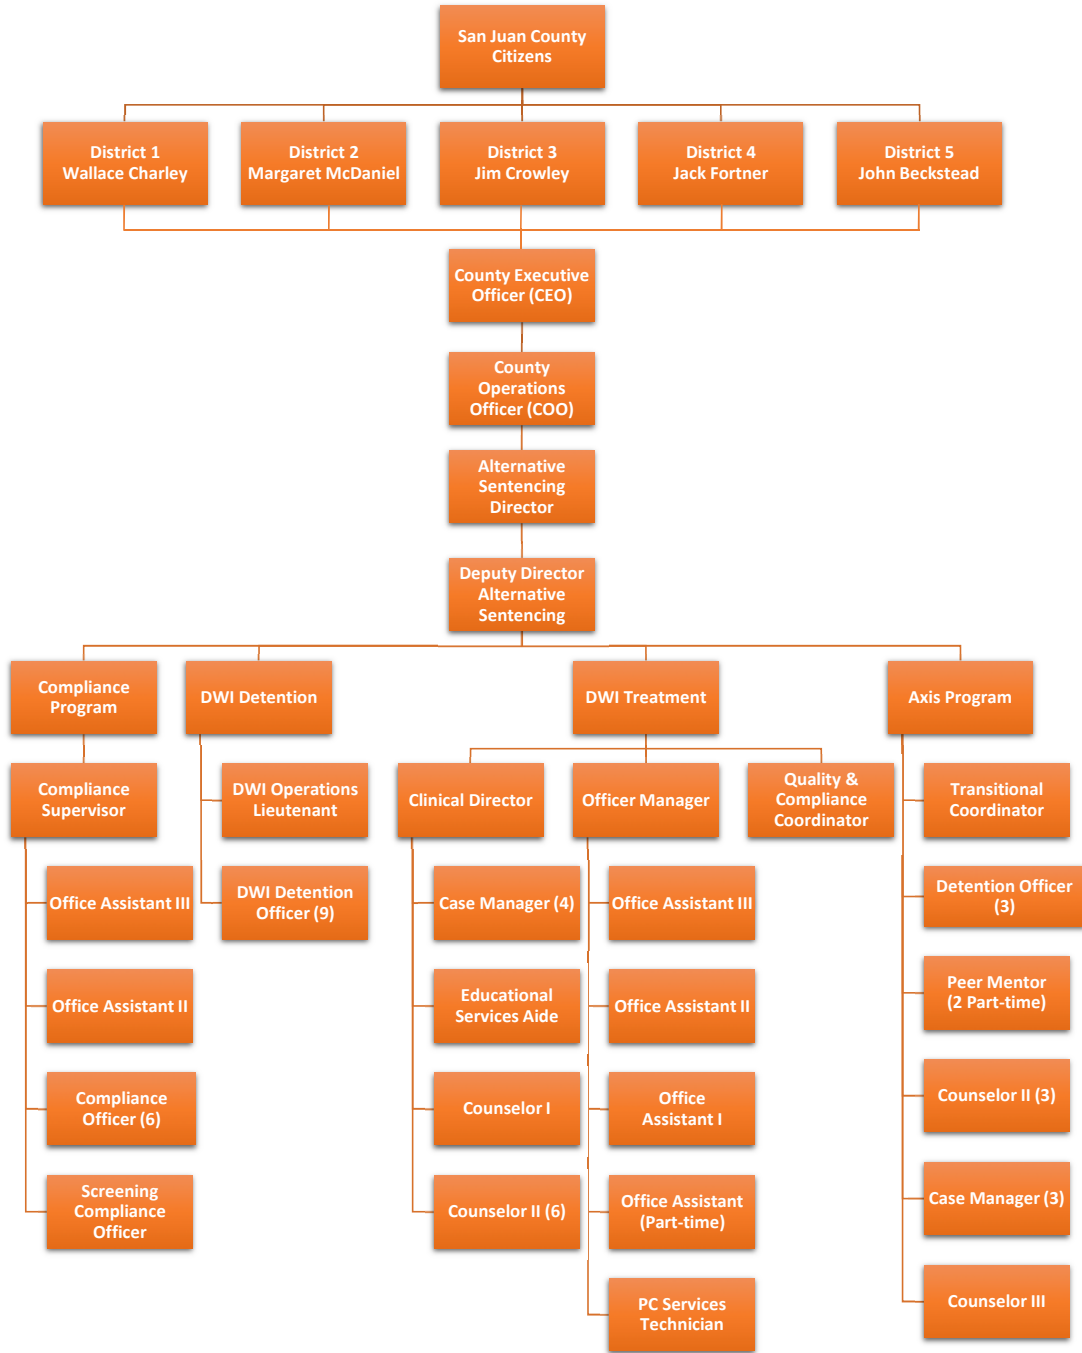 San Juan County
Citizens
District 1
Wallace Charley
District 2
Margaret McDaniel
District 3
Jim Crowley
District 4
Jack Fortner
District 5
John Beckstead
County Executive
Officer (CEO)
County
Operations
Officer (COO)
Alternative
Sentencing
Director
Deputy Director
Alternative
Sentencing
Compliance
Program
DWI Detention
DWI Treatment
Axis Program
Compliance
Supervisor
DWI Operations
Lieutenant
Clinical Director
Officer Manager
Quality &
Compliance
Coordinator
Transitional
Coordinator
Office Assistant III
DWI Detention
Officer (9)
Case Manager (4)
Office Assistant III
Detention Officer
(3)
Office Assistant II
Educational
Services Aide
Office Assistant II
Peer Mentor
(2 Part-time)
Compliance
Officer (6)
Counselor I
Office
Assistant I
Counselor II (3)
Screening
Compliance
Officer
Counselor II (6)
Office Assistant
(Part-time)
Case Manager (3)
PC Services
Technician
Counselor III